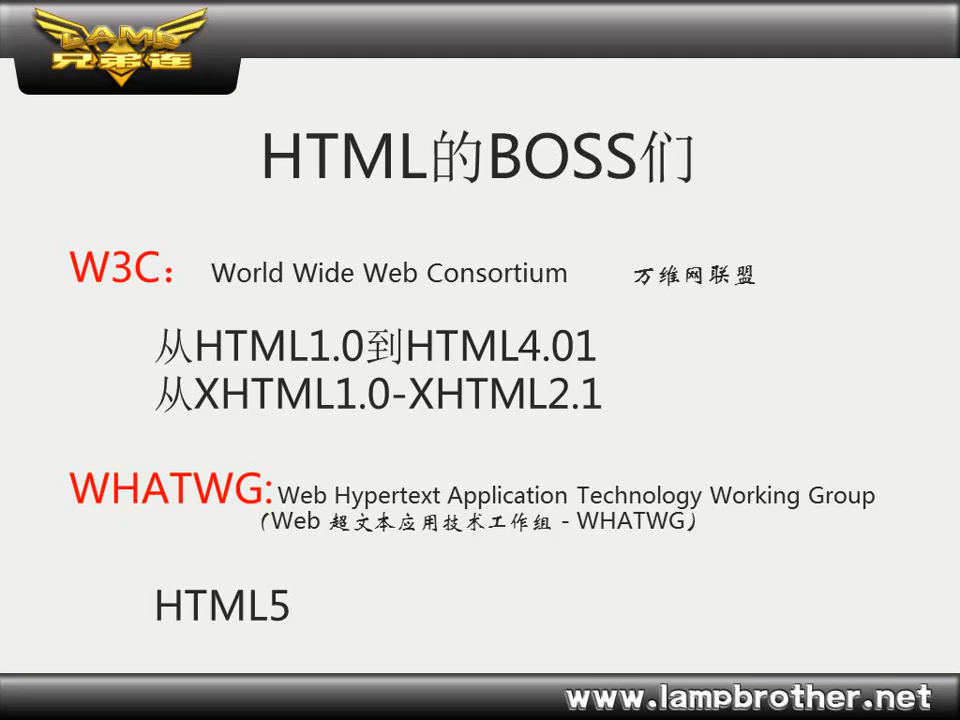 LAMP
兄弟连
HTML的BOSS们
W3C： World Wide Web Consortium 万维网联盟
从HTML1.0到HTML4.01
从XHTML1.0-XHTML2.1
WHATWG: Web Hypertext Application Technology Working Group
(Web 超文本应用技术工作组 - WHATWG)
HTML5
www.lampbrother.net